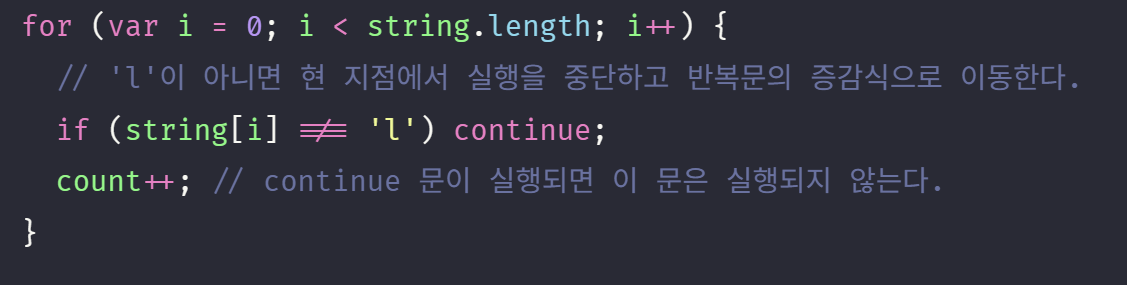 for (var i = 0; i < string.length; i++) {
  // 'l'이 아니면 현 지점에서 실행을 중단하고 반복문의 증감식으로 이동한다.
  if (string[i] !== 'l') continue;
  count++; // continue 문이 실행되면 이 문은 실행되지 않는다.
}